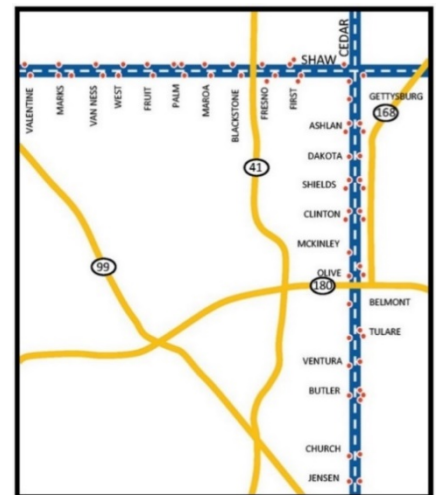 CEDAR
SHAW
VALENTINE
MARKS
VAN NESS
WEST
FRUIT
PALM
MAROA
BLACKSTONE
FRESNO
FIRST
GETTYSBURG
168
ASHLAN
DAKOTA
41
SHIELDS
CLINTON
MCKINLEY
99
OLIVE
180
BELMONT
TULARE
VENTURA
BUTLER
CHURCH
JENSEN